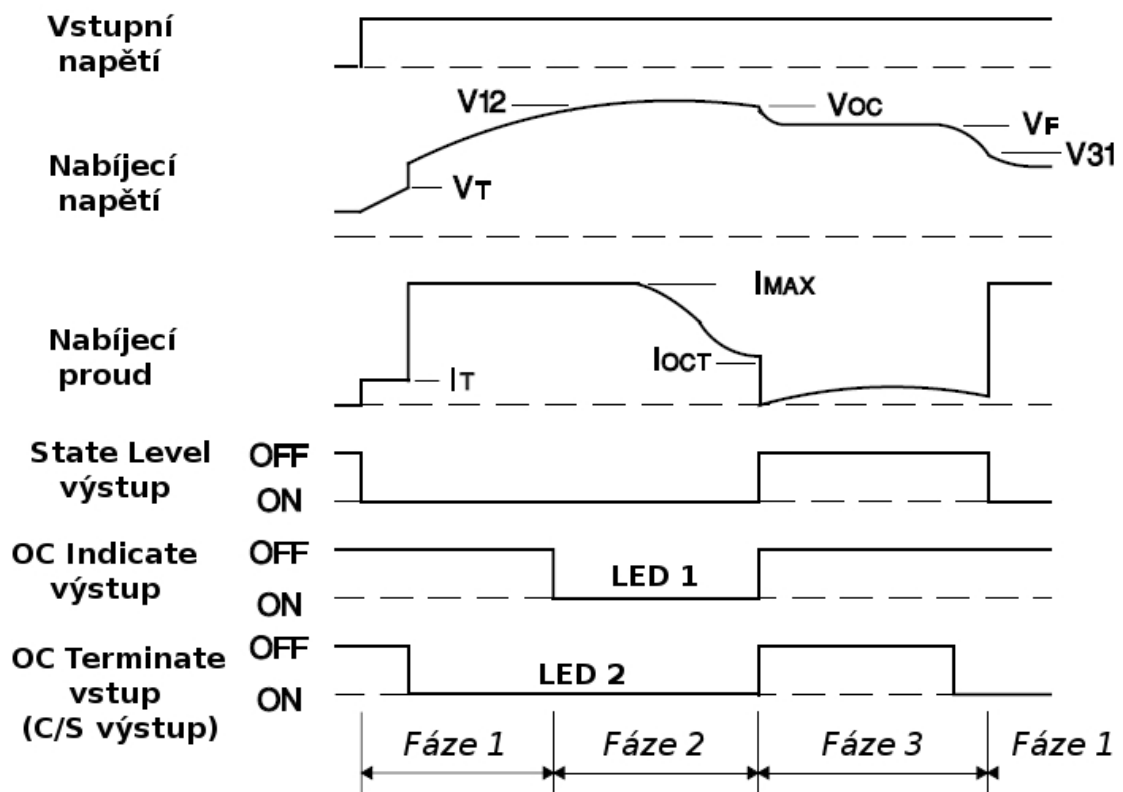 Vstupní
napětí
V12
VOC
VF
V31
Nabíjecí
napětí
VT
IMAX
Nabíjecí
proud
IOCT
IT
State Level
výstup
OFF
ON
OC Indicate
výstup
OFF
ON
LED 1
OC Terminate
vstup
(C/S výstup)
OFF
ON
LED 2
Fáze 1
Fáze 2
Fáze 3
Fáze 1